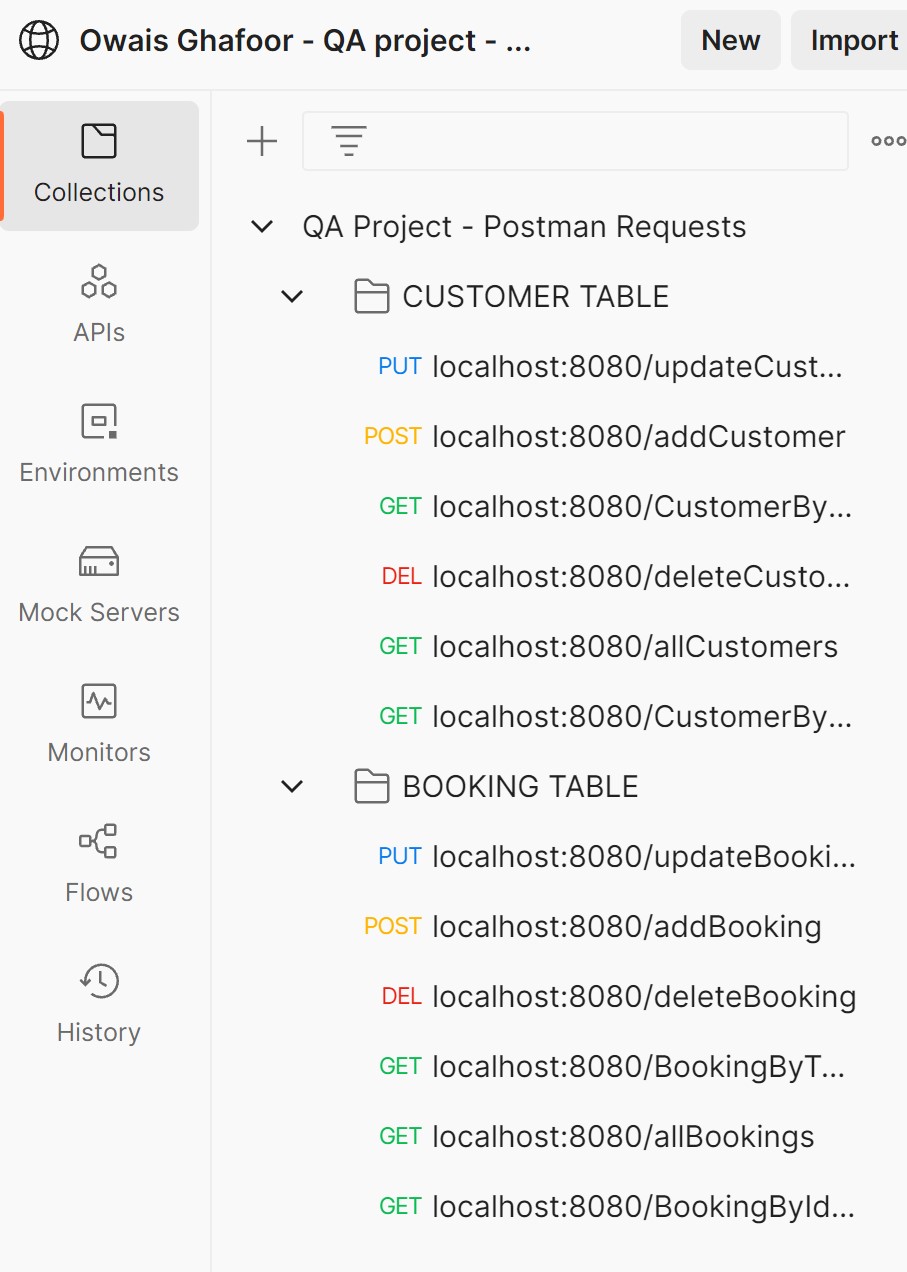 Owais Ghafoor - QA project - ...
New
Import
Collections
APIs
Environments
Mock Servers
Monitors
Flows
History
QA Project - Postman Requests
CUSTOMER TABLE
PUT localhost:8080/updateCust...
POST localhost:8080/addCustomer
GET localhost:8080/CustomerBy...
DEL localhost:8080/deleteCusto...
GET localhost:8080/allCustomers
GET localhost:8080/CustomerBy...
BOOKING TABLE
PUT localhost:8080/updateBooki...
POST localhost:8080/addBooking
DEL localhost:8080/deleteBooking
GET localhost:8080/BookingByT...
GET localhost:8080/allBookings
GET localhost:8080/BookingById...